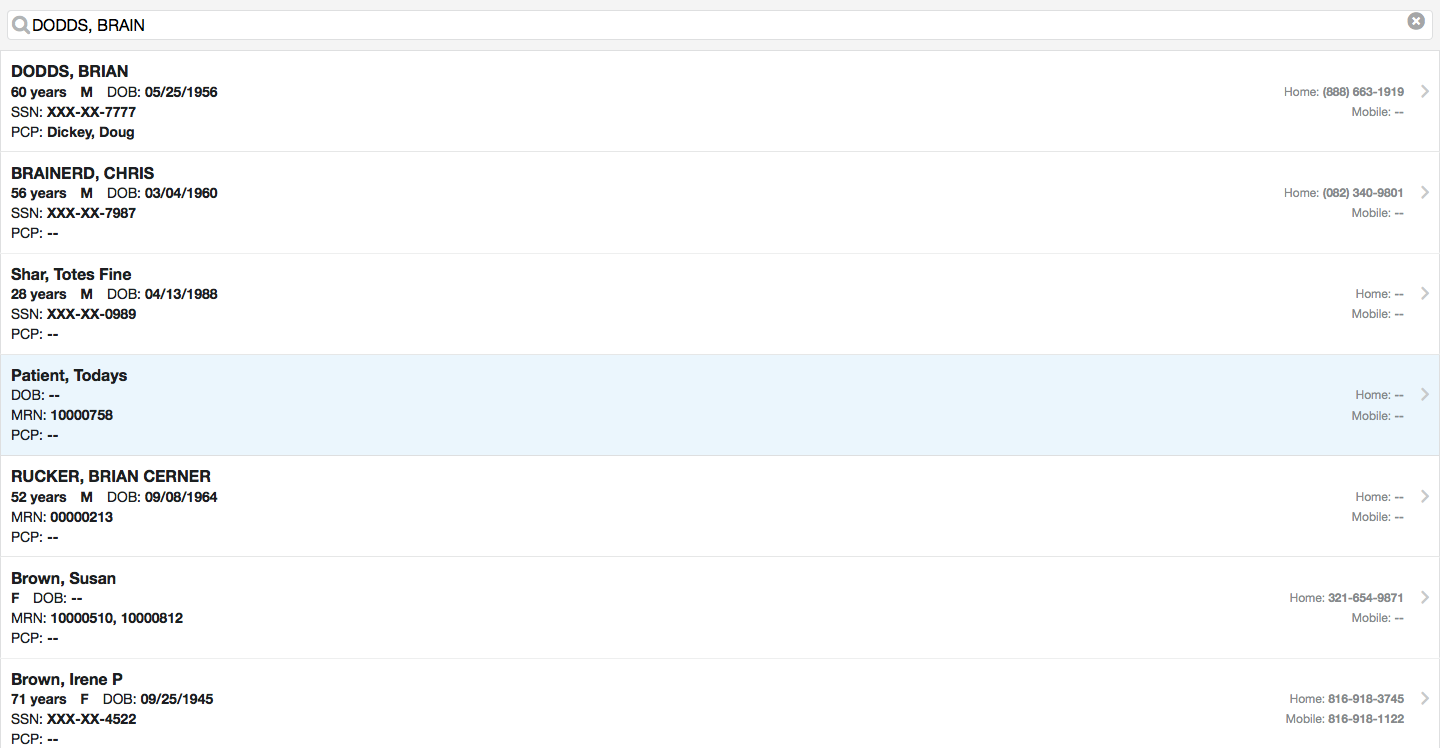 DODDS, BRAIN
DODDS, BRIAN
60 years M DOB: 05/25/1956 Home: (888) 663-1919
SSN: XXX-XX-7777 Mobile: --
PCP: Dickey, Doug
BRAINERD, CHRIS
56 years M DOB: 03/04/1960 Home: (082) 340-9801
SSN: XXX-XX-7987 Mobile: --
PCP: --
Shar, Totes Fine
28 years M DOB: 04/13/1988 Home: --
SSN: XXX-XX-0989 Mobile: --
PCP: --
Patient, Todays
DOB: -- Home: --
MRN: 10000758 Mobile: --
PCP: --
RUCKER, BRIAN CERNER
52 years M DOB: 09/08/1964 Home: --
MRN: 00000213 Mobile: --
PCP: --
Brown, Susan
F DOB: -- Home: 321-654-9871
MRN: 10000510, 10000812 Mobile: --
PCP: --
Brown, Irene P
71 years F DOB: 09/25/1945 Home: 816-918-3745
SSN: XXX-XX-4522 Mobile: 816-918-1122
PCP: --